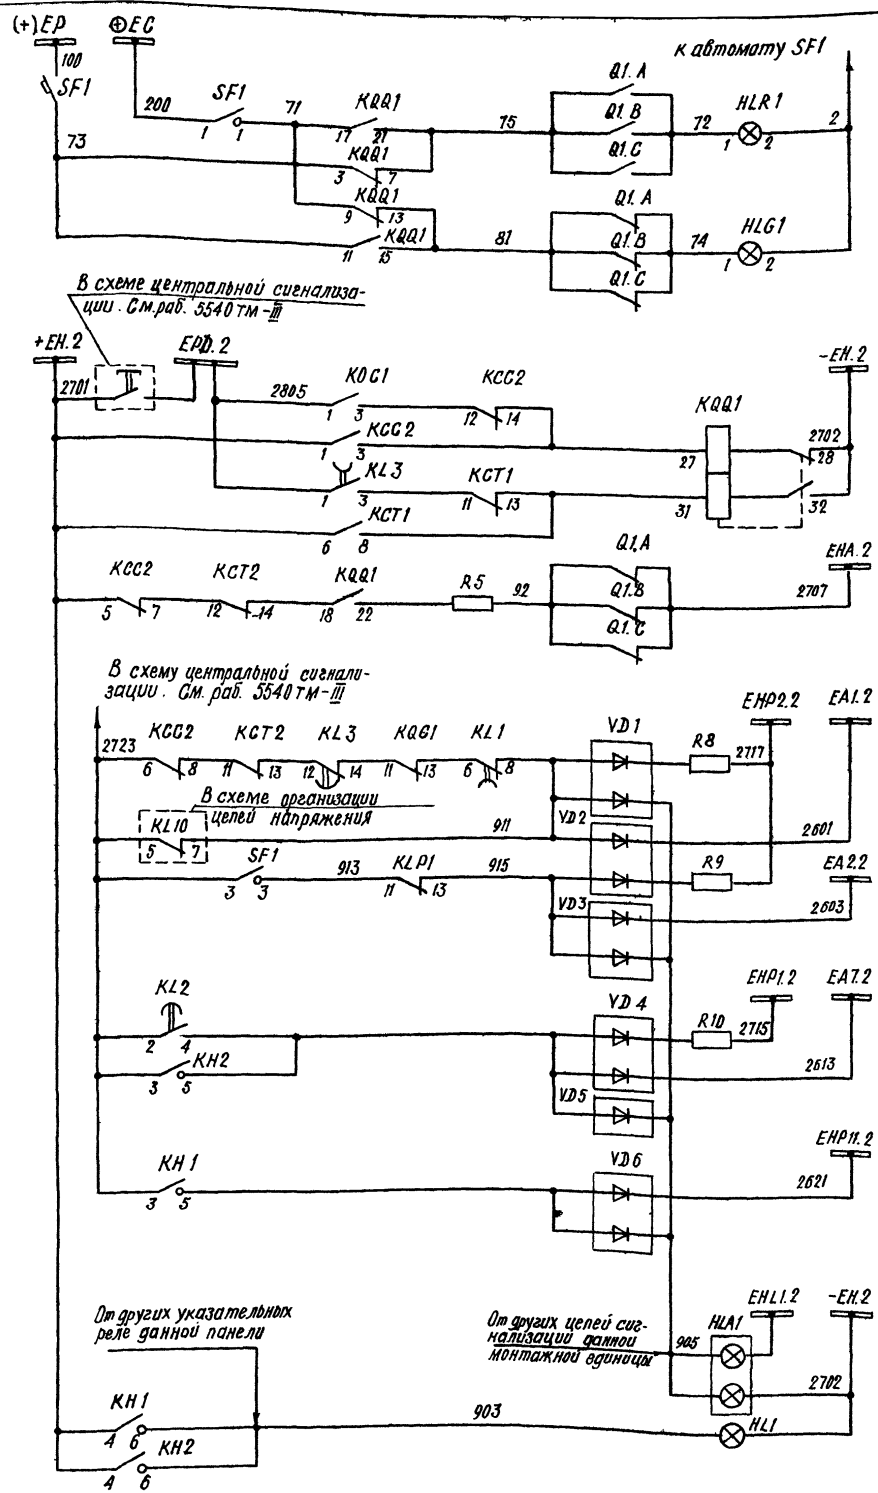 (+)EP ⊕EC
100
SF1
к автомату SF1
200 SF1 71 KQQ1 75 Q1.A 72 HLR1 2
1 1 17 21 Q1.B 1 2
73 KQQ1 Q1.C
3 7
KQQ1
9 13
KQQ1 81 Q1.A 74 HLG1
11 15 Q1.B 1 2
Q1.C
В схеме центральной сигнализа-
ции. См.раб. 5540тм-III
+EH.2 EPD.2 -EH.2
2701
2805 KOC1 KCC2 KQQ1
1 3 12 14
KCC2 2702
1 3 27 28
KL3 KCT1
1 3 11 13 31 32
KCT1
6 8
KCC2 KCT2 KQQ1 R5 92 Q1.A EHA.2
5 7 12 14 18 22 Q1.B 2707
Q1.C
В схему центральной сигнали-
зации. См. раб. 5540тм-III
EHP2.2 EA1.2
2723 KCC2 KCT2 KL3 KQG1 KL1 VD1 R8 2717
6 8 11 13 12 14 11 13 6 8
В схеме организации
цепей напряжения
KL10 911 VD2 2601
5 7
SF1 913 KLP1 915 R9 EA2.2
3 3 11 13
VD3 2603
KL2 VD4 EHP1.2 EA7.2
2 4 R10 2715
KH2 2613
3 5
VD5
KH1 VD6 EHP11.2
3 5 2621
От других указательных
реле данной панели
От других цепей сиг-
нализации данной
монтажной единицы
905 HLA1 EHL1.2 -EH.2
2702
KH1 903 HL1
4 6
KH2
4 6